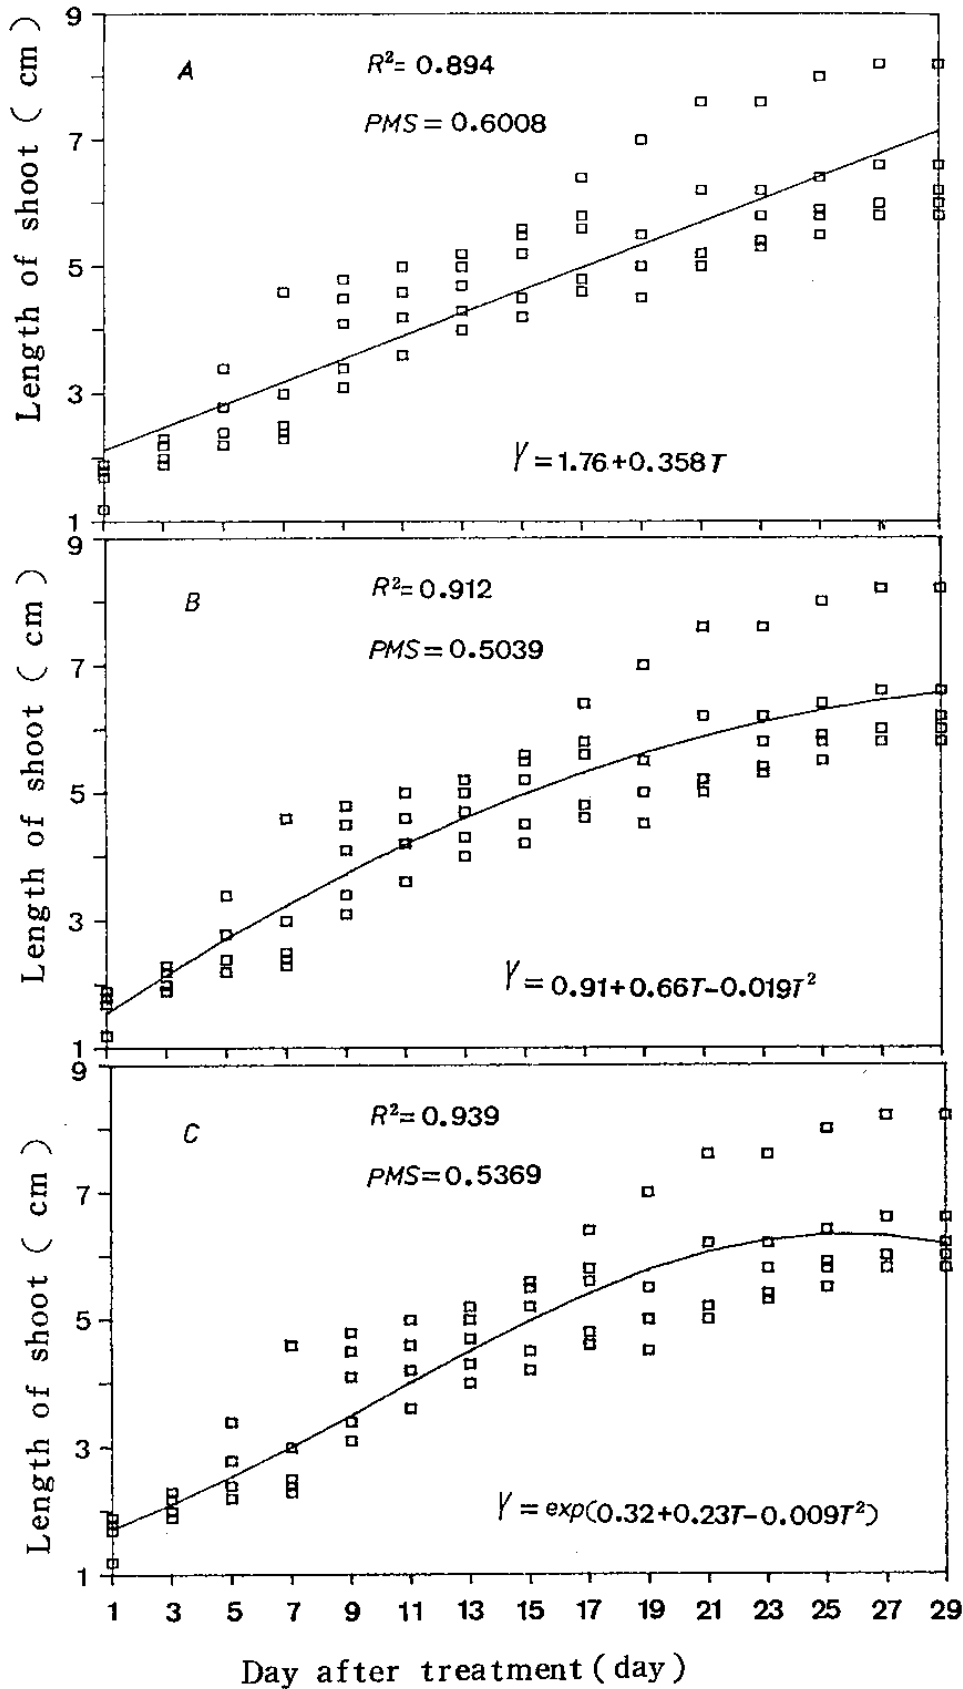 9
A
R²= 0.894
PMS = 0.6008
7
5
3
1
Length of shoot ( cm )
Y = 1.76+0.358T
9
B
R²= 0.912
PMS = 0.5039
7
5
3
1
Length of shoot ( cm )
Y = 0.91+0.66T-0.019T²
9
C
R²= 0.939
PMS=0.5369
7
5
3
1
Length of shoot ( cm )
Y = exp(0.32+0.23T-0.009T²)
1 3 5 7 9 11 13 15 17 19 21 23 25 27 29
Day after treatment ( day )